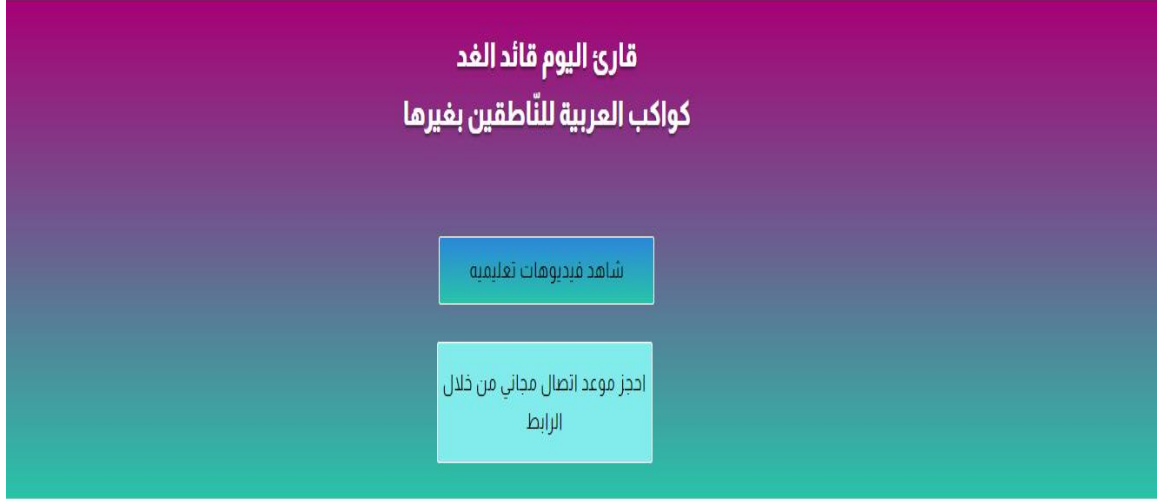 قارئ اليوم قائد الغد
كواكب العربية للنّاطقين بغيرها
شاهد فيديوهات تعليميه
احجز موعد اتصال مجاني من خلال
الرابط